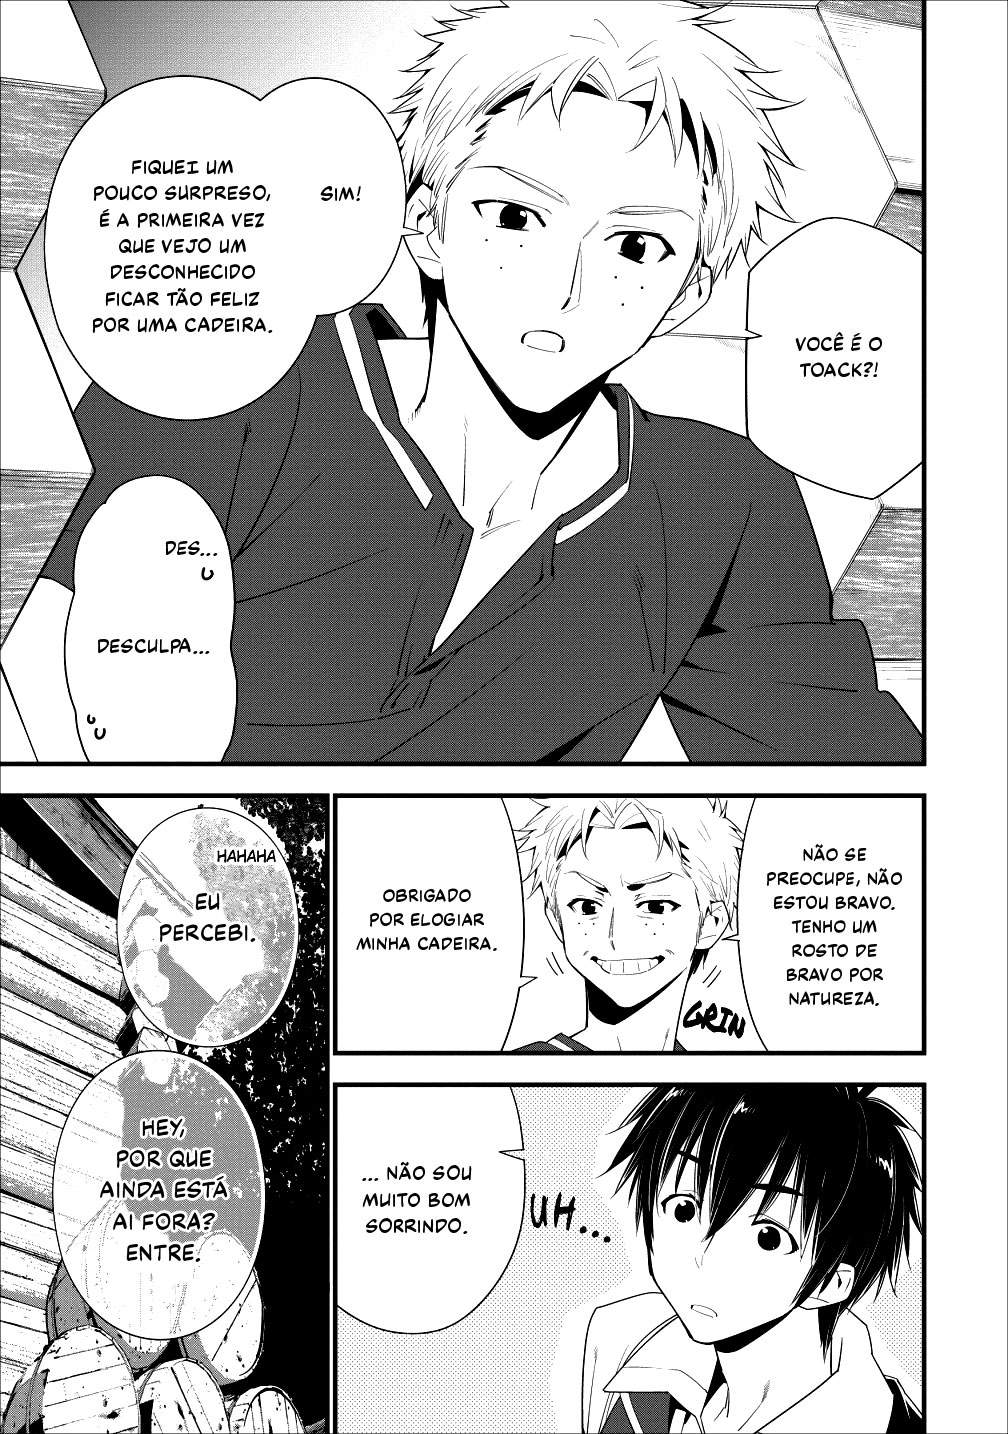 VOCÊ É O
TOACK?!
SIM!
FIQUEI UM
POUCO SURPRESO,
É A PRIMEIRA VEZ
QUE VEJO UM
DESCONHECIDO
FICAR TÃO FELIZ
POR UMA CADEIRA.
DES...
DESCULPA...
NÃO SE
PREOCUPE, NÃO
ESTOU BRAVO.
TENHO UM
ROSTO DE
BRAVO POR
NATUREZA.
GRIN
OBRIGADO
POR ELOGIAR
MINHA CADEIRA.
UH...
... NÃO SOU
MUITO BOM
SORRINDO.
HAHAHA
EU
PERCEBI.
HEY,
POR QUE
AINDA ESTÁ
AI FORA?
ENTRE.